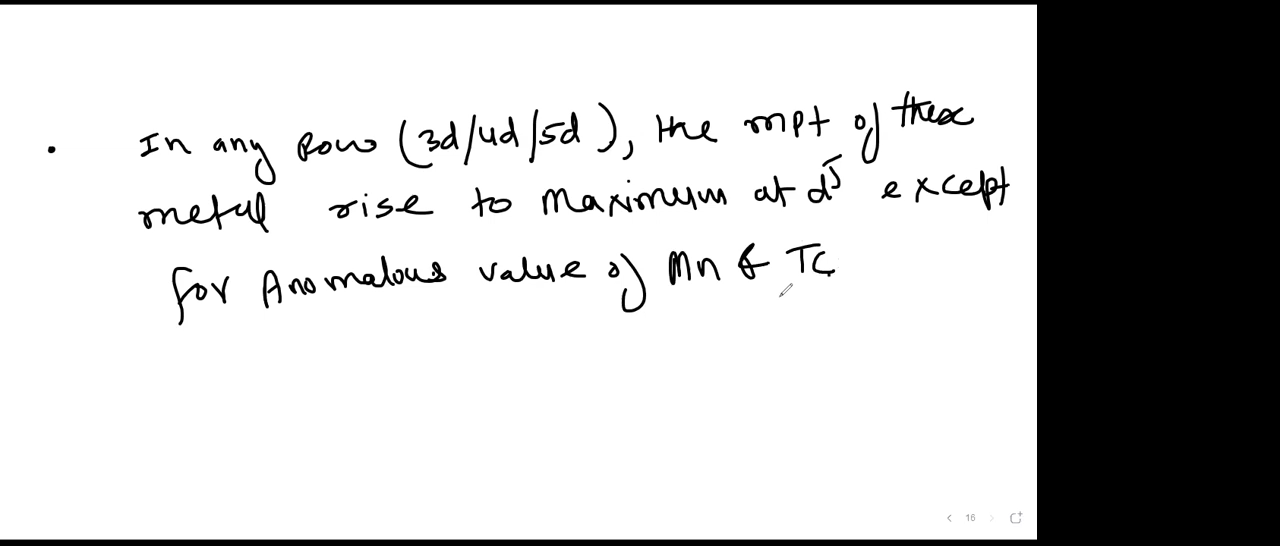 • In any Row (3d/4d/5d), the mpt of these
metal rise to maximum at d⁵ except
for Anomalous value of Mn & TC
16